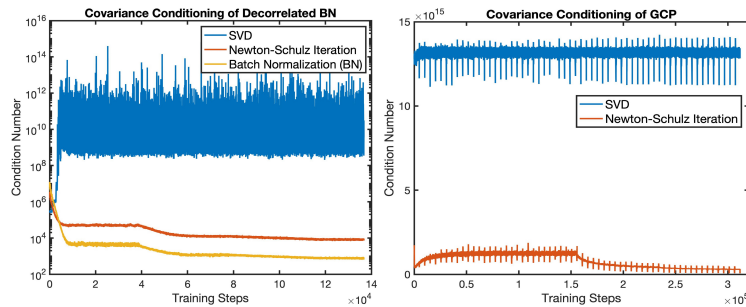 Covariance Conditioning of Decorrelated BN
10^16
10^14
10^12
10^10
10^8
10^6
10^4
10^2
Condition Number
SVD
Newton-Schulz Iteration
Batch Normalization (BN)
0 2 4 6 8 10 12 14
Training Steps
×10^4
Covariance Conditioning of GCP
×10^15
15
10
5
0
Condition Number
SVD
Newton-Schulz Iteration
0 0.5 1 1.5 2 2.5 3
Training Steps